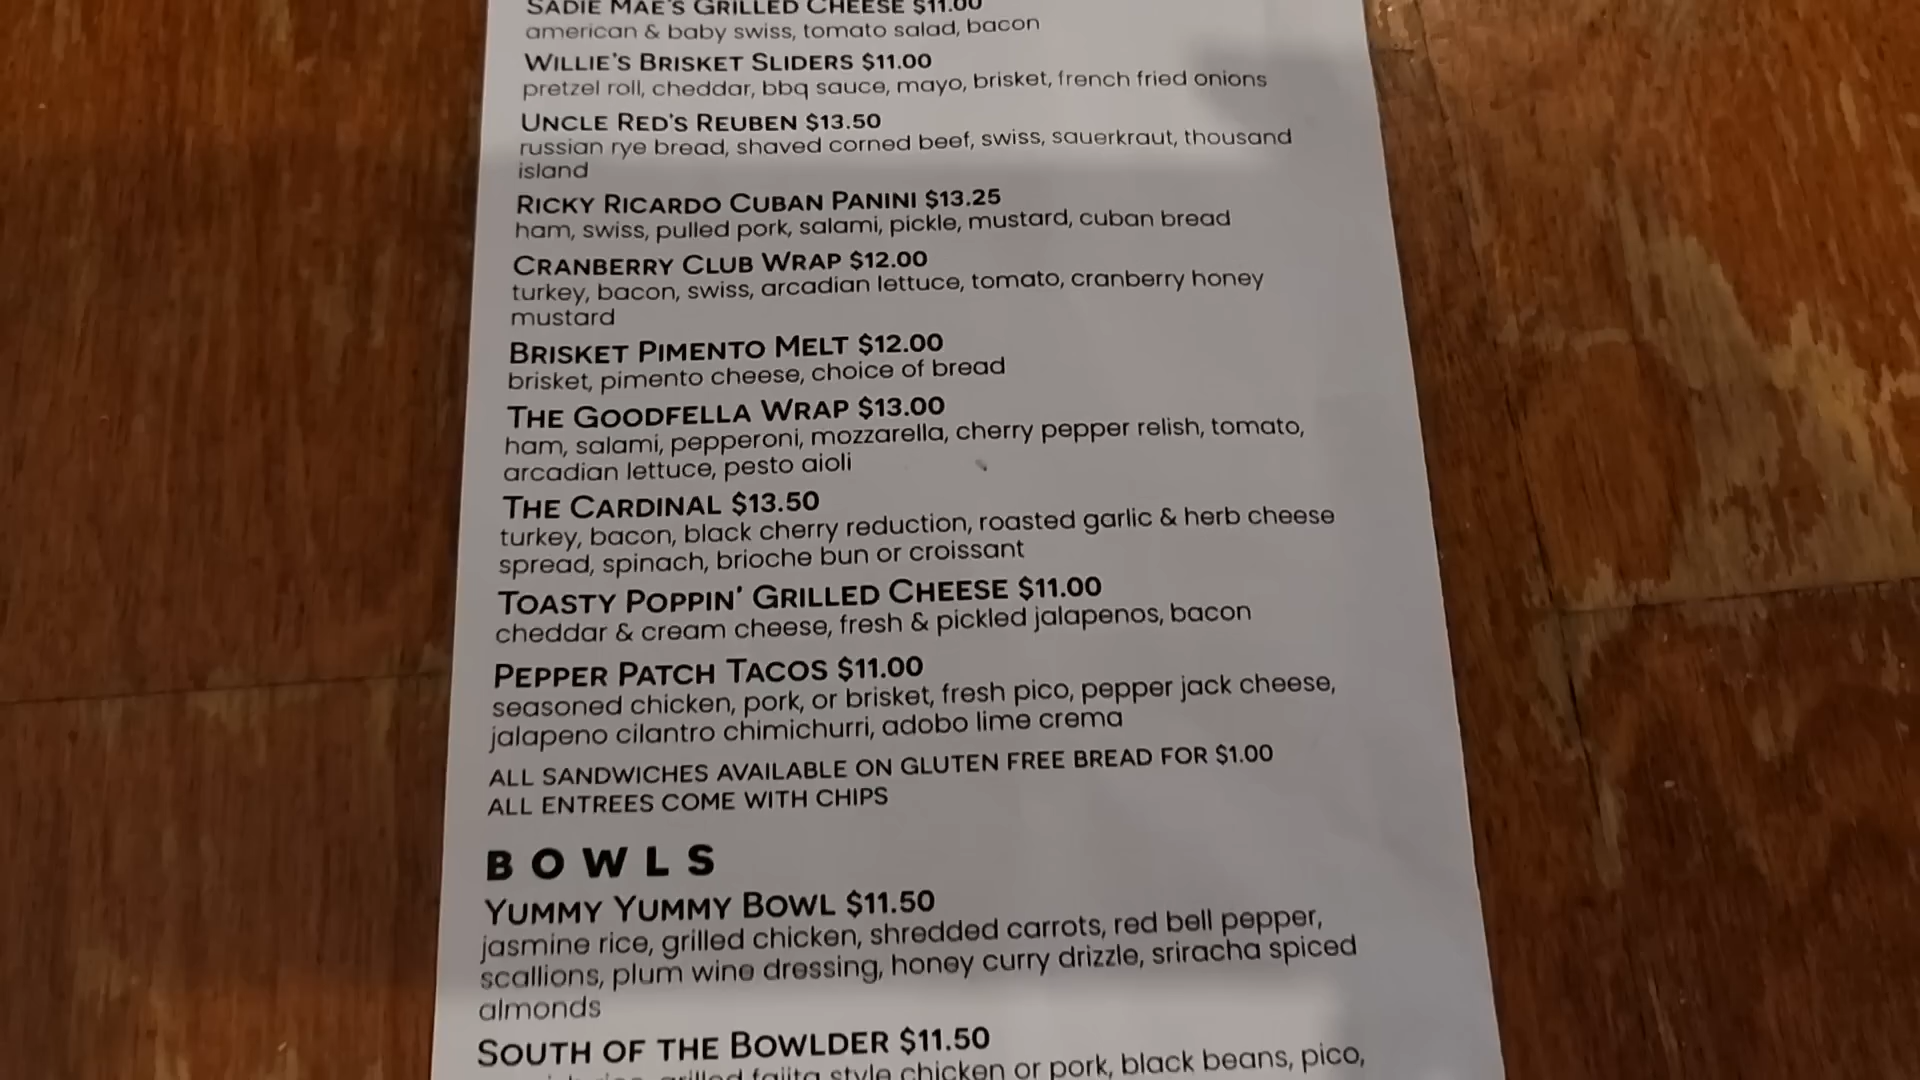 SADIE MAE'S GRILLED CHEESE $11.00
american & baby swiss, tomato salad, bacon
WILLIE'S BRISKET SLIDERS $11.00
pretzel roll, cheddar, bbq sauce, mayo, brisket, french fried onions
UNCLE RED'S REUBEN $13.50
russian rye bread, shaved corned beef, swiss, sauerkraut, thousand
island
RICKY RICARDO CUBAN PANINI $13.25
ham, swiss, pulled pork, salami, pickle, mustard, cuban bread
CRANBERRY CLUB WRAP $12.00
turkey, bacon, swiss, arcadian lettuce, tomato, cranberry honey
mustard
BRISKET PIMENTO MELT $12.00
brisket, pimento cheese, choice of bread
THE GOODFELLA WRAP $13.00
ham, salami, pepperoni, mozzarella, cherry pepper relish, tomato,
arcadian lettuce, pesto aioli
THE CARDINAL $13.50
turkey, bacon, black cherry reduction, roasted garlic & herb cheese
spread, spinach, brioche bun or croissant
TOASTY POPPIN' GRILLED CHEESE $11.00
cheddar & cream cheese, fresh & pickled jalapenos, bacon
PEPPER PATCH TACOS $11.00
seasoned chicken, pork, or brisket, fresh pico, pepper jack cheese,
jalapeno cilantro chimichurri, adobo lime crema
ALL SANDWICHES AVAILABLE ON GLUTEN FREE BREAD FOR $1.00
ALL ENTREES COME WITH CHIPS
BOWLS
YUMMY YUMMY BOWL $11.50
jasmine rice, grilled chicken, shredded carrots, red bell pepper,
scallions, plum wine dressing, honey curry drizzle, sriracha spiced
almonds
SOUTH OF THE BOWLDER $11.50
grilled fajita style chicken or pork, black beans, pico,